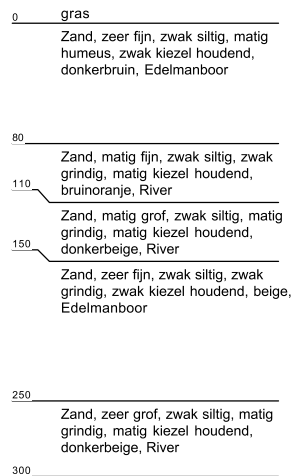 0 gras
Zand, zeer fijn, zwak siltig, matig
humeus, zwak kiezel houdend,
donkerbruin, Edelmanboor
80
Zand, matig fijn, zwak siltig, zwak
grindig, matig kiezel houdend,
110
bruinoranje, River
Zand, matig grof, zwak siltig, matig
grindig, matig kiezel houdend,
150
donkerbeige, River
Zand, zeer fijn, zwak siltig, zwak
grindig, zwak kiezel houdend, beige,
Edelmanboor
250
Zand, zeer grof, zwak siltig, matig
grindig, matig kiezel houdend,
donkerbeige, River
300